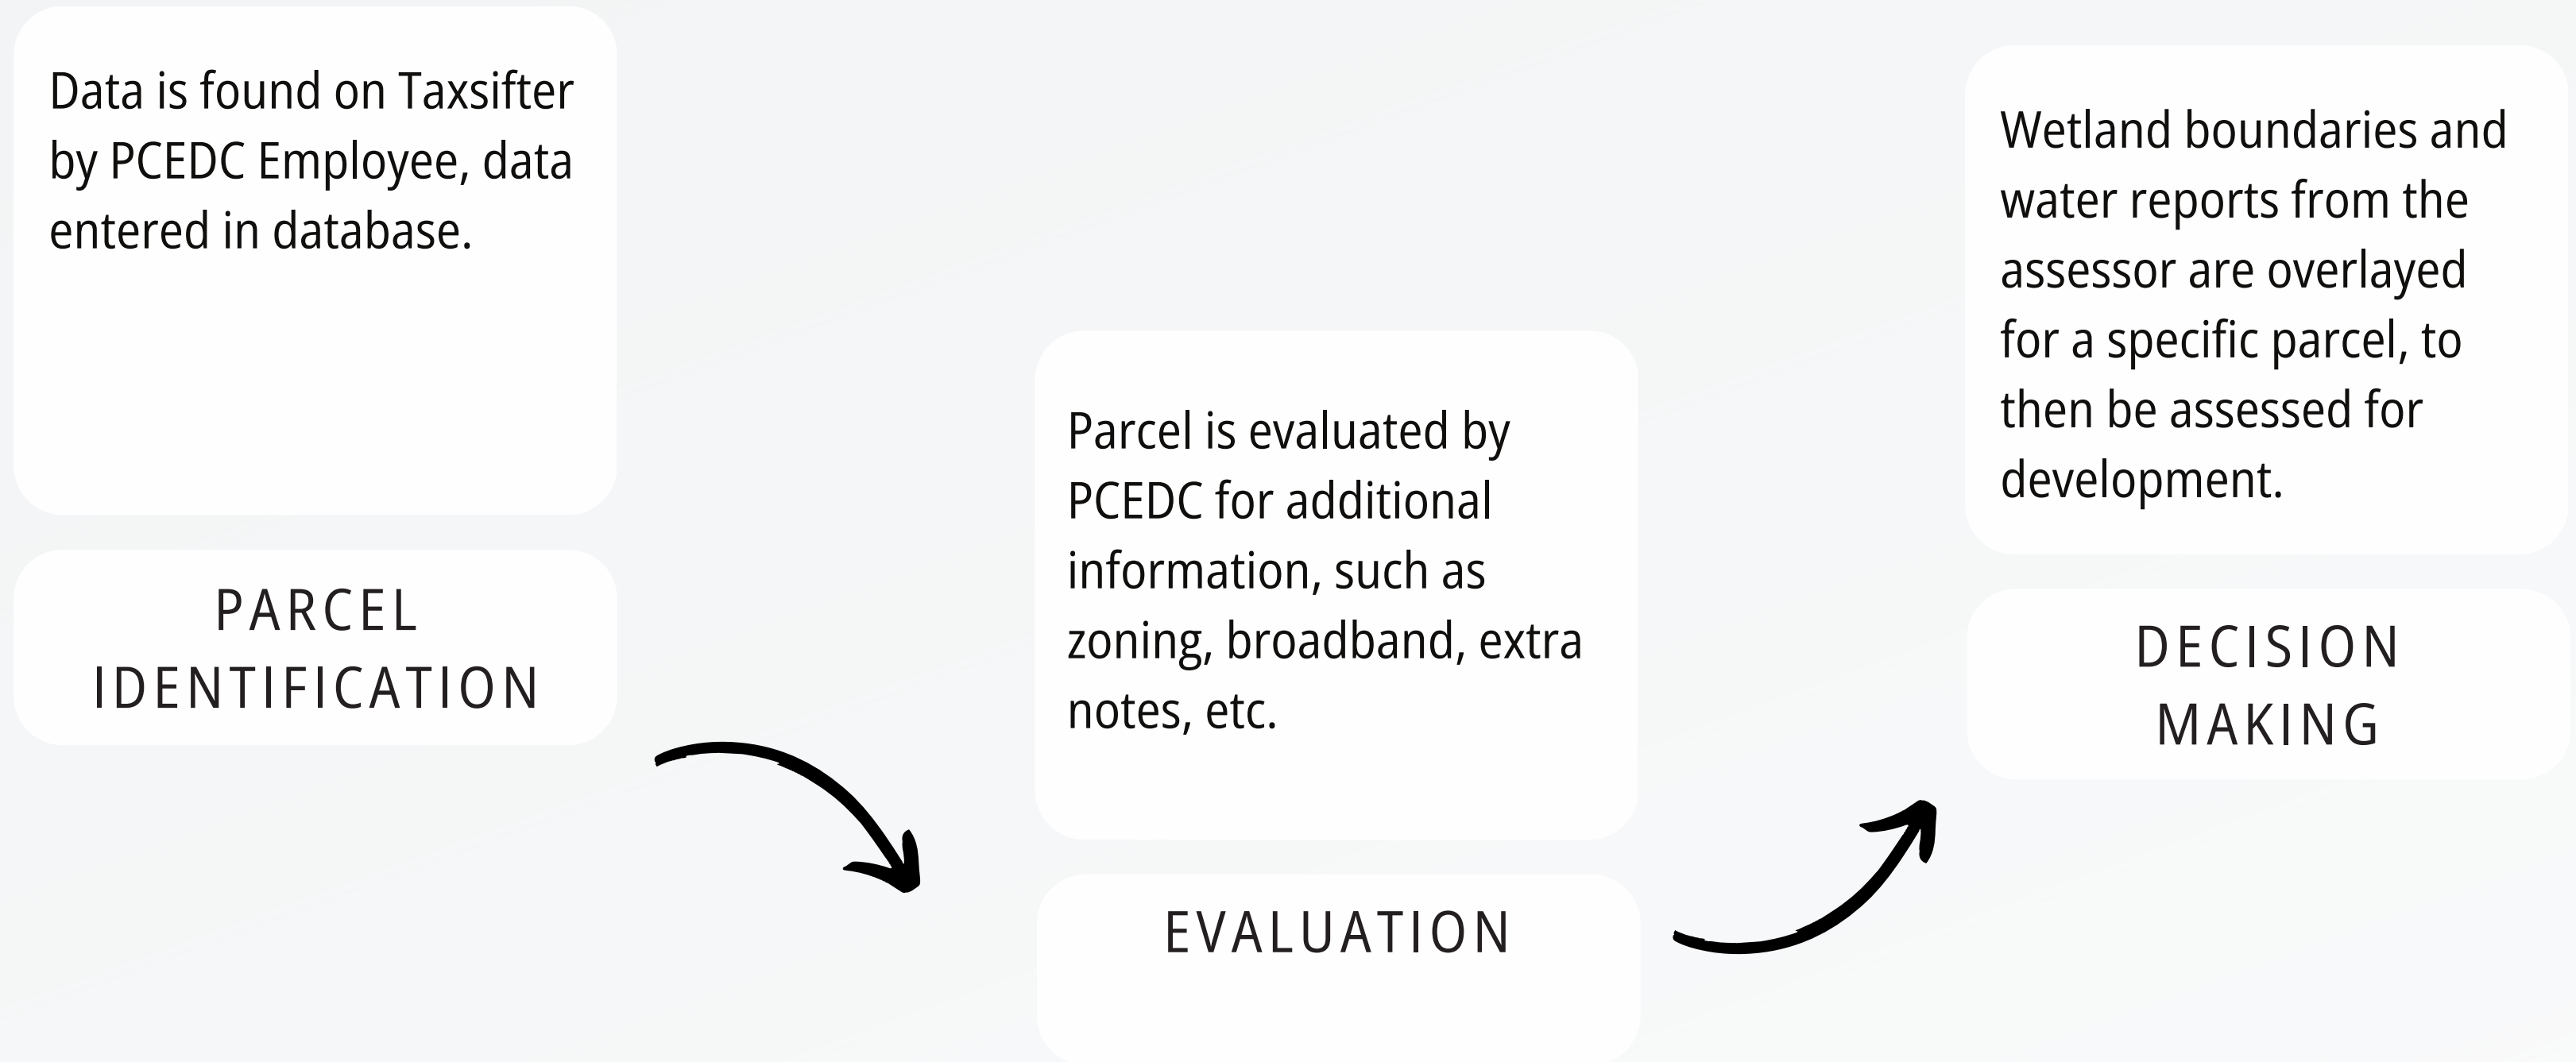 Data is found on Taxsifter
by PCEDC Employee, data
entered in database.
PARCEL
IDENTIFICATION
Parcel is evaluated by
PCEDC for additional
information, such as
zoning, broadband, extra
notes, etc.
EVALUATION
Wetland boundaries and
water reports from the
assessor are overlayed
for a specific parcel, to
then be assessed for
development.
DECISION
MAKING